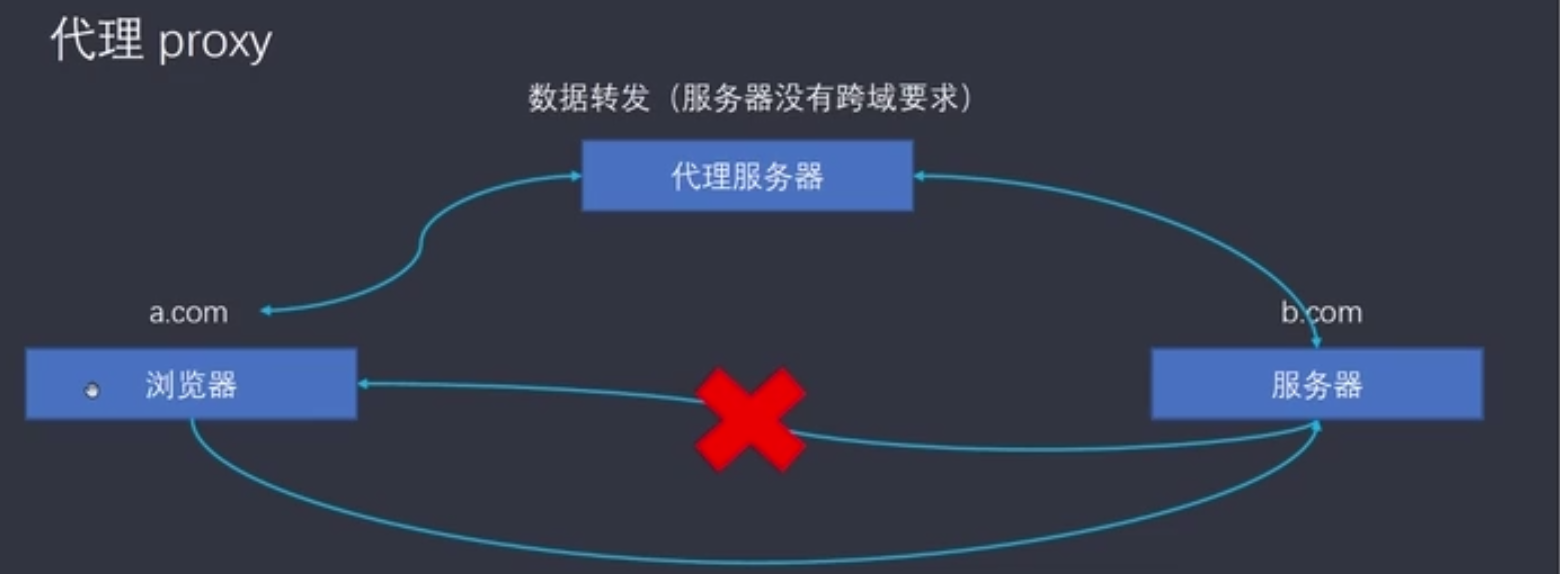 代理 proxy
数据转发（服务器没有跨域要求）
代理服务器
a.com
b.com
浏览器
服务器